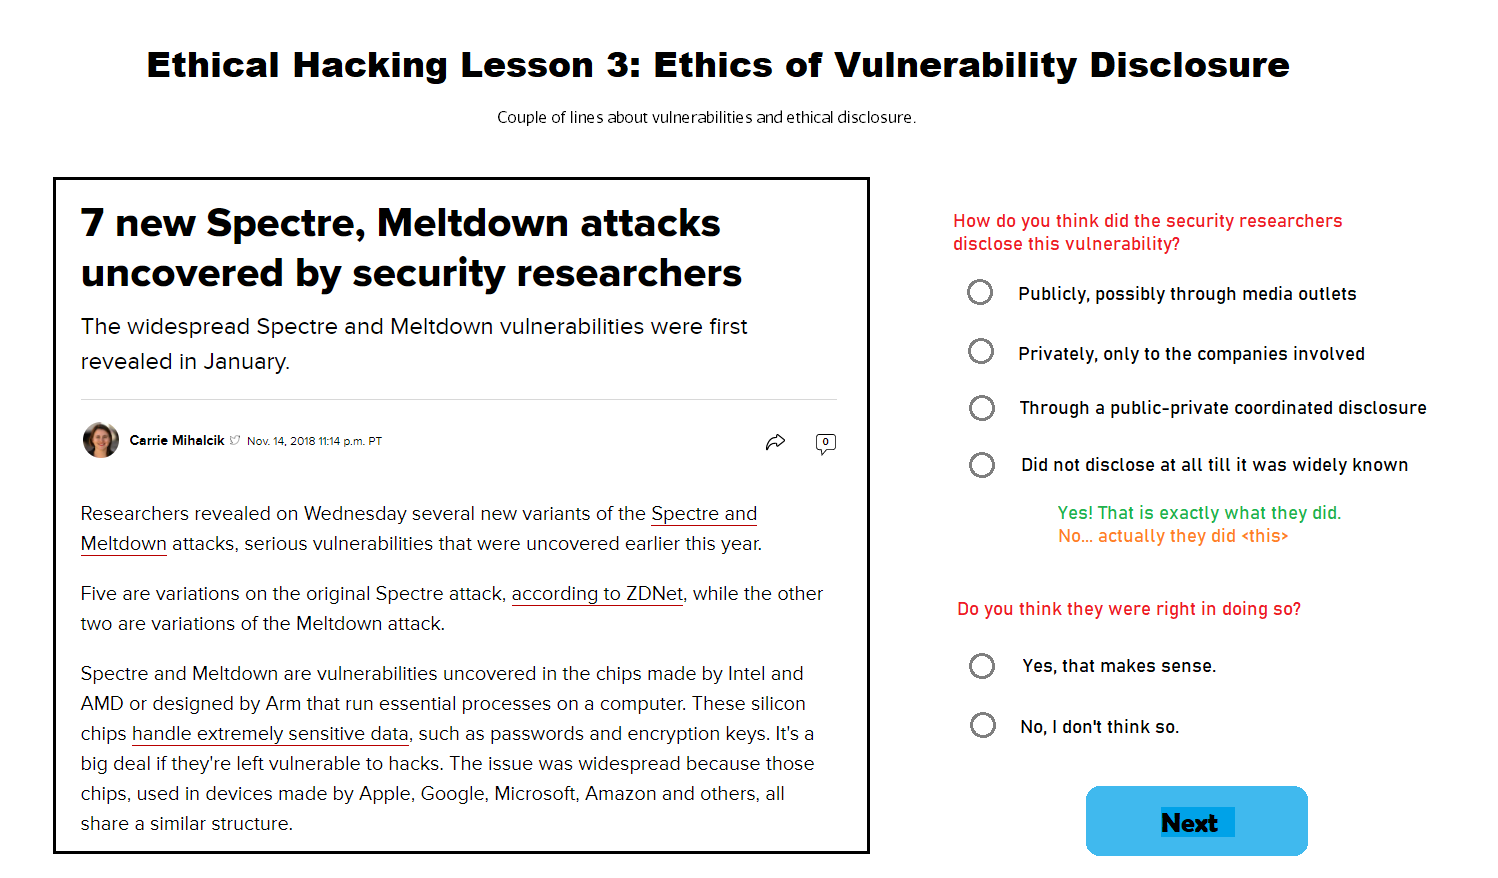 Ethical Hacking Lesson 3: Ethics of Vulnerability Disclosure
Couple of lines about vulnerabilities and ethical disclosure.
7 new Spectre, Meltdown attacks
uncovered by security researchers
The widespread Spectre and Meltdown vulnerabilities were first
revealed in January.
Carrie Mihalcik Nov. 14, 2018 11:14 p.m. PT
0
Researchers revealed on Wednesday several new variants of the Spectre and
Meltdown attacks, serious vulnerabilities that were uncovered earlier this year.
Five are variations on the original Spectre attack, according to ZDNet, while the other
two are variations of the Meltdown attack.
Spectre and Meltdown are vulnerabilities uncovered in the chips made by Intel and
AMD or designed by Arm that run essential processes on a computer. These silicon
chips handle extremely sensitive data, such as passwords and encryption keys. It's a
big deal if they're left vulnerable to hacks. The issue was widespread because those
chips, used in devices made by Apple, Google, Microsoft, Amazon and others, all
share a similar structure.
How do you think did the security researchers
disclose this vulnerability?
Publicly, possibly through media outlets
Privately, only to the companies involved
Through a public-private coordinated disclosure
Did not disclose at all till it was widely known
Yes! That is exactly what they did.
No... actually they did <this>
Do you think they were right in doing so?
Yes, that makes sense.
No, I don't think so.
Next